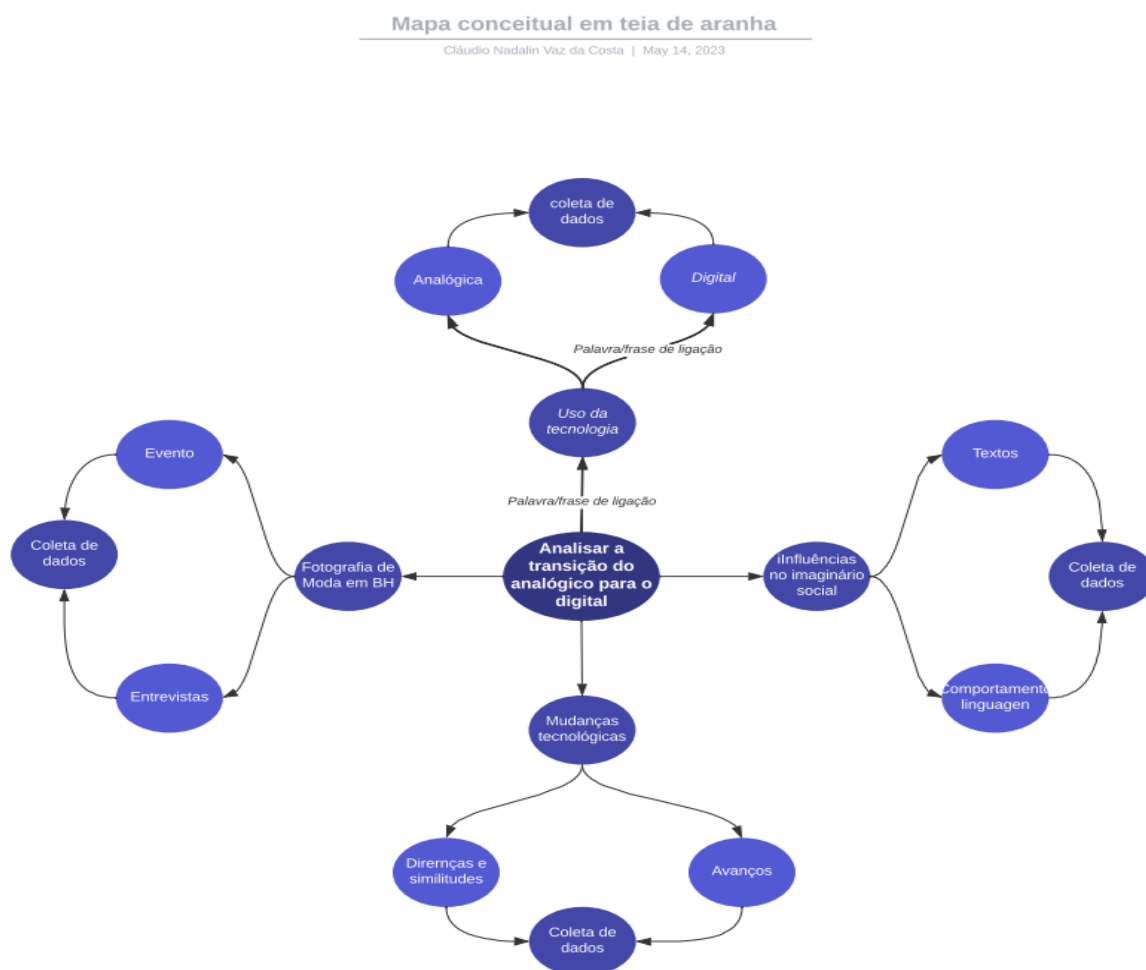 Mapa conceitual em teia de aranha
Cláudio Nadalin Vaz da Costa | May 14, 2023
coleta de
dados
Analógica
Digital
Palavra/frase de ligação
Uso da
tecnologia
Palavra/frase de ligação
Evento
Coleta de
dados
Entrevistas
Fotografia de
Moda em BH
Analisar a
transição do
analógico para o
digital
iInfluências
no imaginário
social
Textos
Coleta de
dados
Comportamento
linguagen
Mudanças
tecnológicas
Dirernças e
similitudes
Avanços
Coleta de
dados